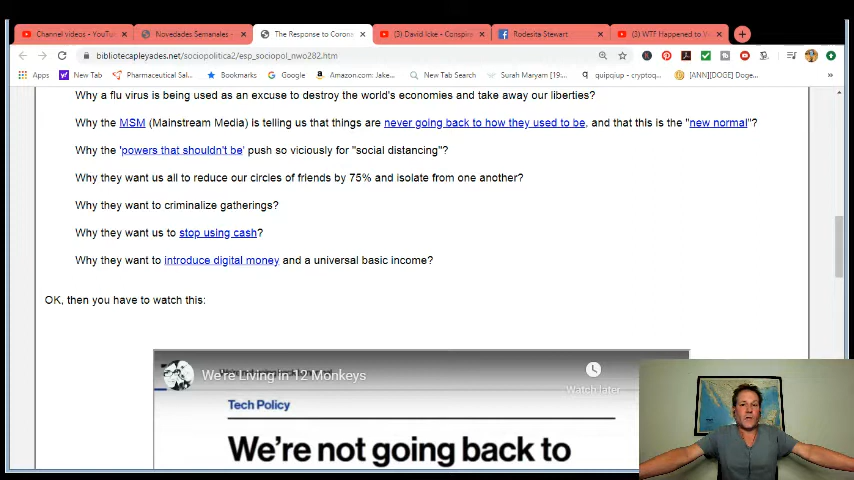 Channel videos - YouTu
Novedades Semanales -
The Response to Corona
(3) David Icke - Conspira
Rodesita Stewart
(3) WTF Happened to W
bibliotecapleyades.net/sociopolitica2/esp_sociopol_nwo282.htm
Apps
New Tab
Pharmaceutical Sal...
Bookmarks
Google
Amazon.com: Jake...
New Tab Search
Surah Maryam [19:...
quipqiup - cryptoq...
[ANN][DOGE] Doge...
Why a flu virus is being used as an excuse to destroy the world's economies and take away our liberties?
Why the MSM (Mainstream Media) is telling us that things are never going back to how they used to be, and that this is the "new normal"?
Why the 'powers that shouldn't be' push so viciously for "social distancing"?
Why they want us all to reduce our circles of friends by 75% and isolate from one another?
Why they want to criminalize gatherings?
Why they want us to stop using cash?
Why they want to introduce digital money and a universal basic income?
OK, then you have to watch this:
We're Living in 12 Monkeys
Watch later
Tech Policy
We're not going back to